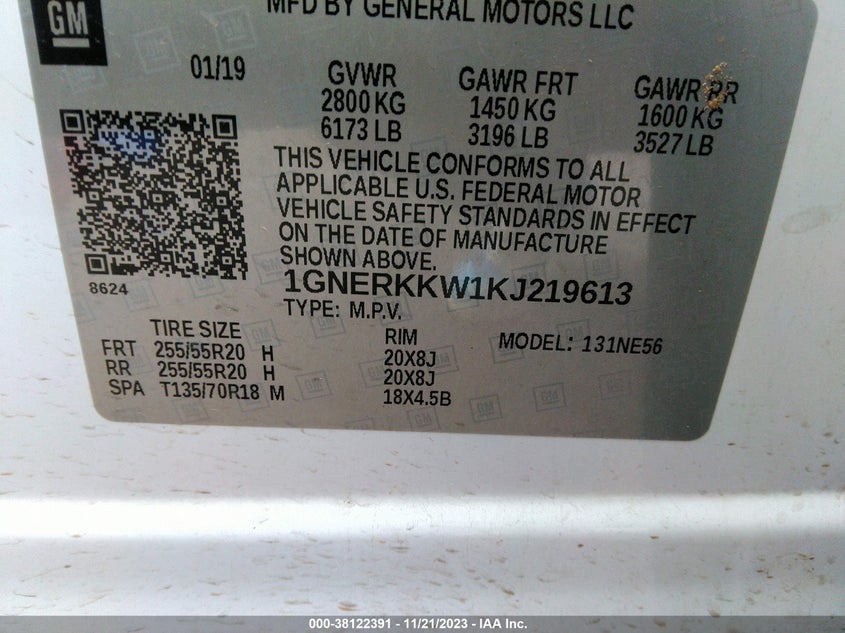 GM
MFD BY GENERAL MOTORS LLC
01/19
GVWR
2800 KG
6173 LB
GAWR FRT
1450 KG
3196 LB
GAWR RR
1600 KG
3527 LB
THIS VEHICLE CONFORMS TO ALL
APPLICABLE U.S. FEDERAL MOTOR
VEHICLE SAFETY STANDARDS IN EFFECT
ON THE DATE OF MANUFACTURE
SHOWN ABOVE.
8624
1GNERKKW1KJ219613
TYPE: M.P.V.
TIRE SIZE RIM MODEL: 131NE56
FRT 255/55R20 H 20X8J
RR 255/55R20 H 20X8J
SPA T135/70R18 M 18X4.5B
000-38122391 - 11/21/2023 - IAA Inc.